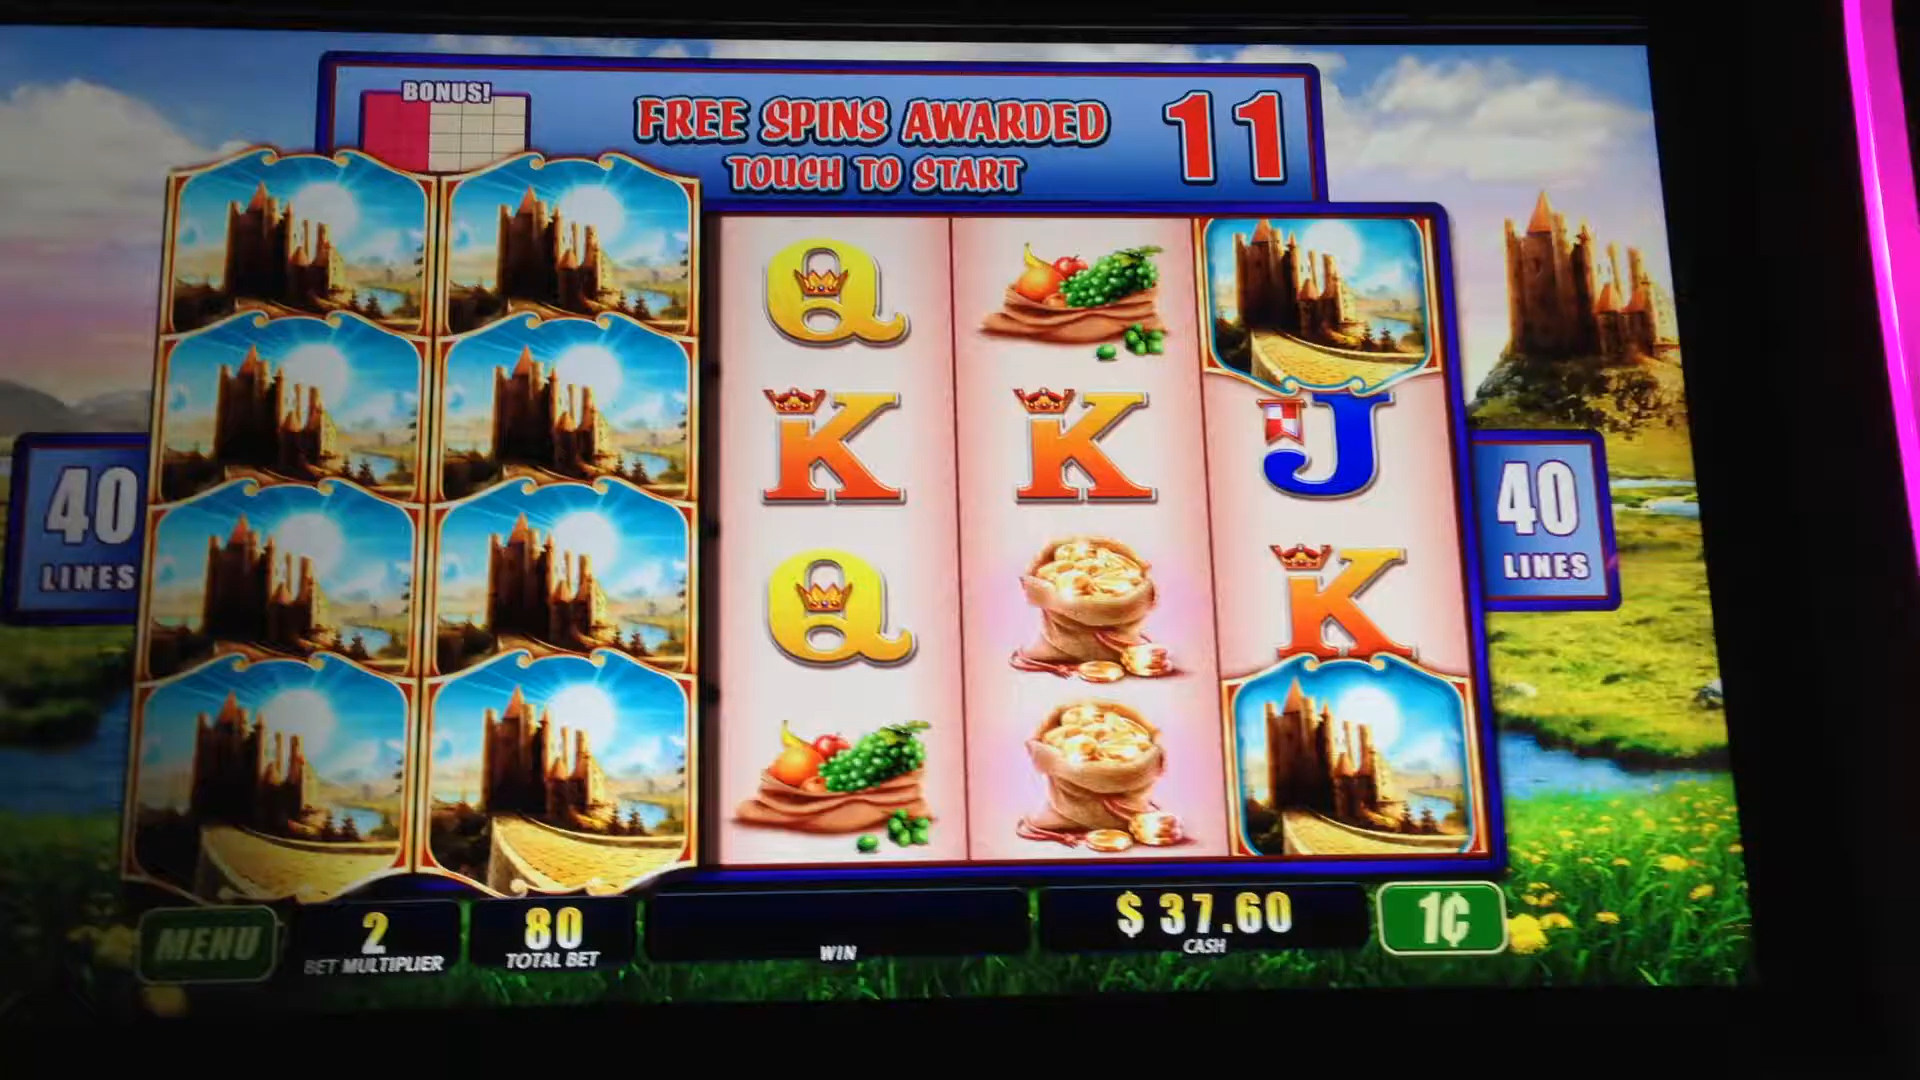 BONUS!
FREE SPINS AWARDED 11
TOUCH TO START
Q
K K J
Q K
40 LINES
40 LINES
MENU
2
BET MULTIPLIER
80
TOTAL BET
WIN
$ 37.60
CASH
1¢